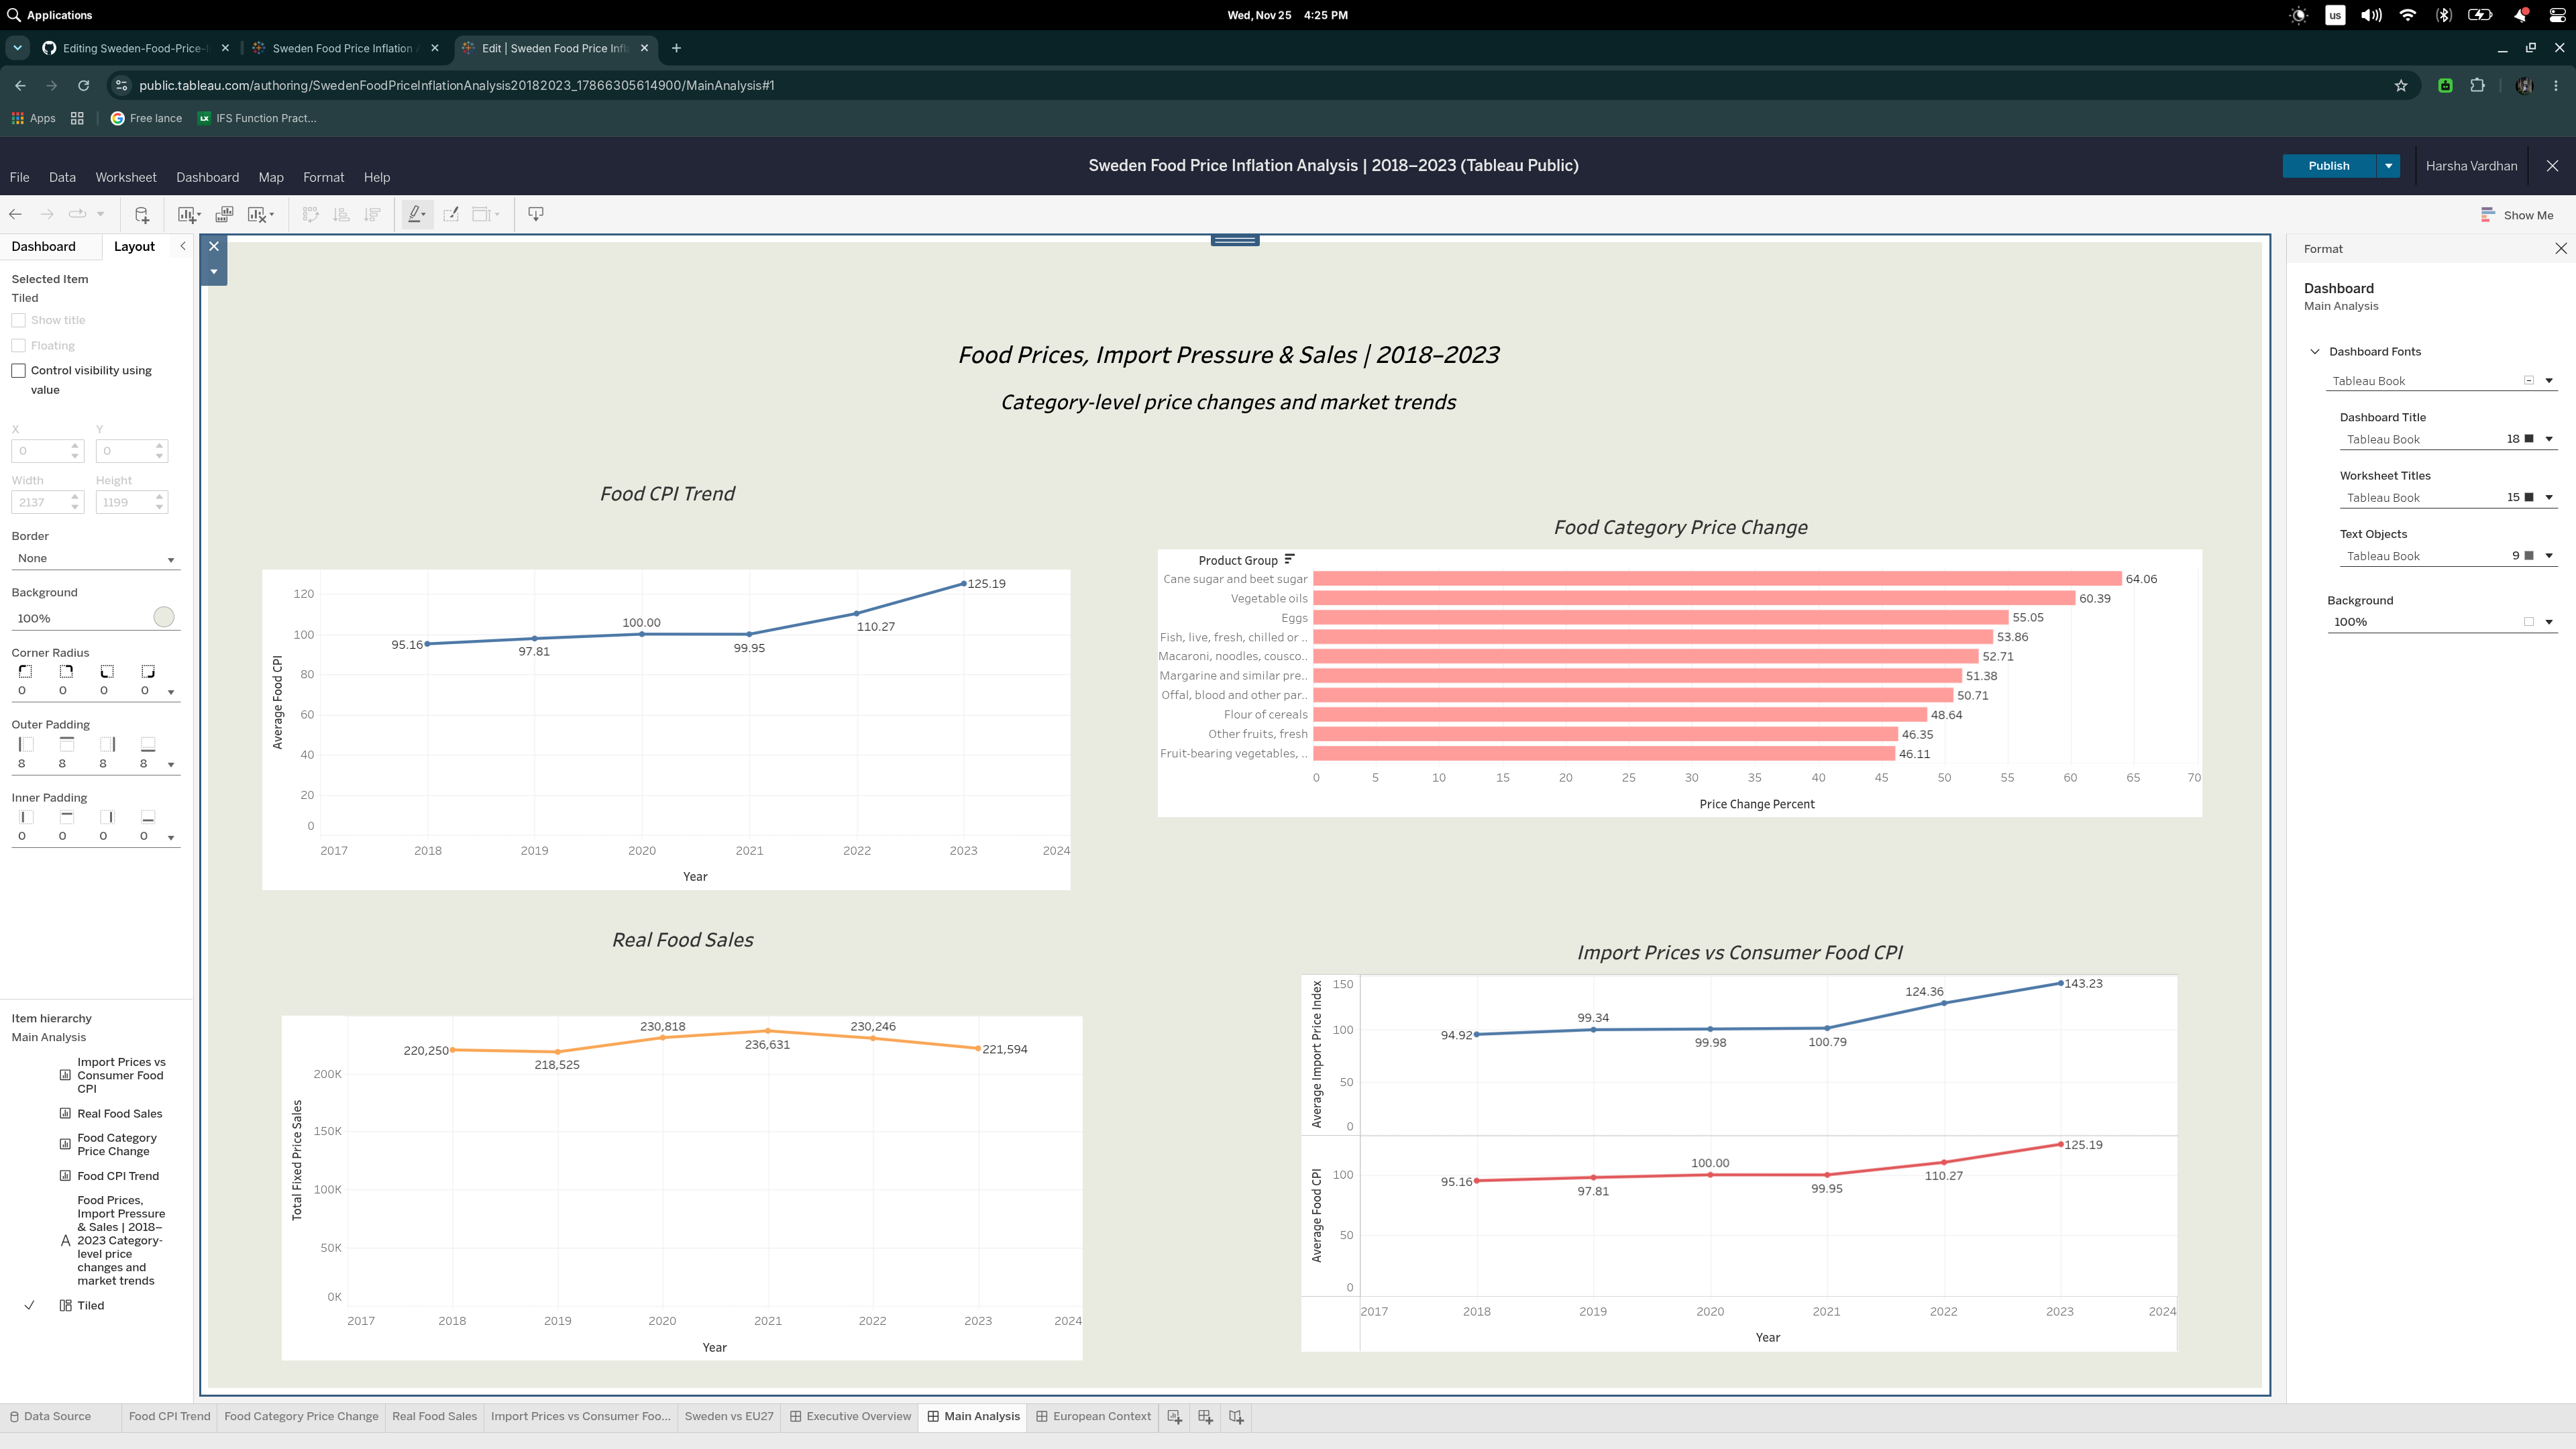 Applications
Wed, Nov 25 4:25 PM
us
Editing Sweden-Food-Price-I
Sweden Food Price Inflation A
Edit | Sweden Food Price Infl
public.tableau.com/authoring/SwedenFoodPriceInflationAnalysis20182023_17866305614900/MainAnalysis#1
Apps
Free lance
IFS Function Pract...
Sweden Food Price Inflation Analysis | 2018–2023 (Tableau Public)
Publish
Harsha Vardhan
File Data Worksheet Dashboard Map Format Help
Show Me
Dashboard
Layout
Selected Item
Tiled
Show title
Floating
Control visibility using
value
X Y
0 0
Width Height
2137 1199
Border
None
Background
100%
Corner Radius
0 0 0 0
Outer Padding
8 8 8 8
Inner Padding
0 0 0 0
Item hierarchy
Main Analysis
Import Prices vs
Consumer Food
CPI
Real Food Sales
Food Category
Price Change
Food CPI Trend
Food Prices,
Import Pressure
& Sales | 2018–
2023 Category-
level price
changes and
market trends
Tiled
Food Prices, Import Pressure & Sales | 2018–2023
Category-level price changes and market trends
Food CPI Trend
Average Food CPI
120
100
80
60
40
20
0
95.16
97.81
100.00
99.95
110.27
125.19
2017 2018 2019 2020 2021 2022 2023 2024
Year
Food Category Price Change
Product Group
Cane sugar and beet sugar 64.06
Vegetable oils 60.39
Eggs 55.05
Fish, live, fresh, chilled or .. 53.86
Macaroni, noodles, cousco.. 52.71
Margarine and similar pre.. 51.38
Offal, blood and other par.. 50.71
Flour of cereals 48.64
Other fruits, fresh 46.35
Fruit-bearing vegetables, .. 46.11
0 5 10 15 20 25 30 35 40 45 50 55 60 65 70
Price Change Percent
Real Food Sales
Total Fixed Price Sales
200K
150K
100K
50K
0K
220,250
218,525
230,818
236,631
230,246
221,594
2017 2018 2019 2020 2021 2022 2023 2024
Year
Import Prices vs Consumer Food CPI
Average Import Price Index
150
100
50
0
94.92
99.34
99.98
100.79
124.36
143.23
Average Food CPI
100
50
0
95.16
97.81
100.00
99.95
110.27
125.19
2017 2018 2019 2020 2021 2022 2023 2024
Year
Format
Dashboard
Main Analysis
Dashboard Fonts
Tableau Book
Dashboard Title
Tableau Book 18
Worksheet Titles
Tableau Book 15
Text Objects
Tableau Book 9
Background
100%
Data Source
Food CPI Trend
Food Category Price Change
Real Food Sales
Import Prices vs Consumer Foo...
Sweden vs EU27
Executive Overview
Main Analysis
European Context